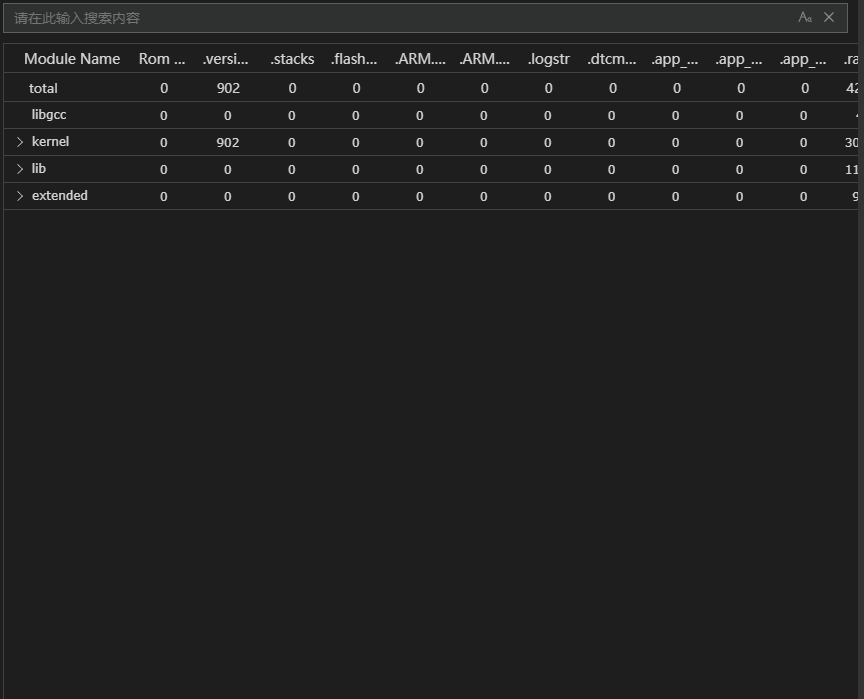 请在此输入搜索内容 Aa
Module Name Rom ... .versi... .stacks .flash... .ARM.... .ARM.... .logstr .dtcm... .app_... .app_... .app_... .ra
total 0 902 0 0 0 0 0 0 0 0 0 42
libgcc 0 0 0 0 0 0 0 0 0 0 0
kernel 0 902 0 0 0 0 0 0 0 0 0 30
lib 0 0 0 0 0 0 0 0 0 0 0 11
extended 0 0 0 0 0 0 0 0 0 0 0 9